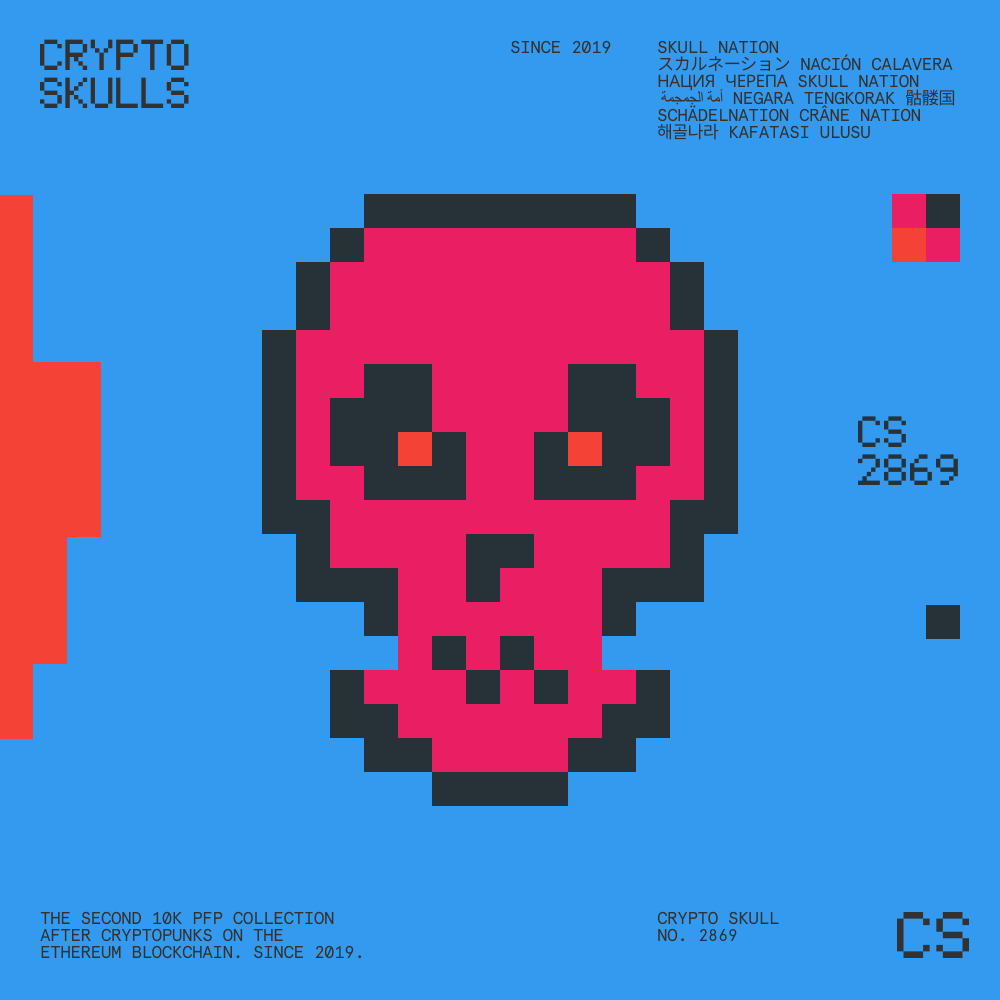 CRYPTO
SKULLS
SINCE 2019
SKULL NATION
スカルネーション NACIÓN CALAVERA
НАЦИЯ ЧЕРЕПА SKULL NATION
أمة الجمجمة NEGARA TENGKORAK 骷髅国
SCHÄDELNATION CRÂNE NATION
해골나라 KAFATASI ULUSU
CS
2869
THE SECOND 10K PFP COLLECTION
AFTER CRYPTOPUNKS ON THE
ETHEREUM BLOCKCHAIN. SINCE 2019.
CRYPTO SKULL
NO. 2869
CS